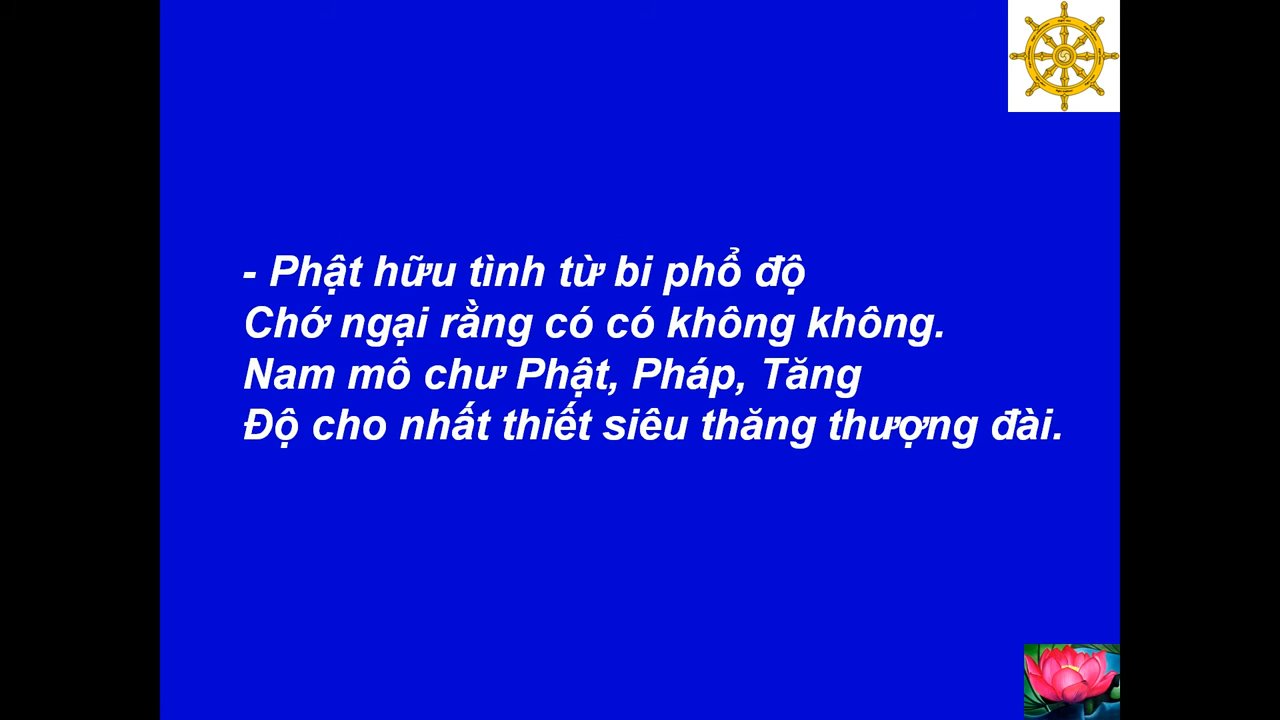 - Phật hữu tình từ bi phổ độ
Chớ ngại rằng có có không không.
Nam mô chư Phật, Pháp, Tăng
Độ cho nhất thiết siêu thăng thượng đài.